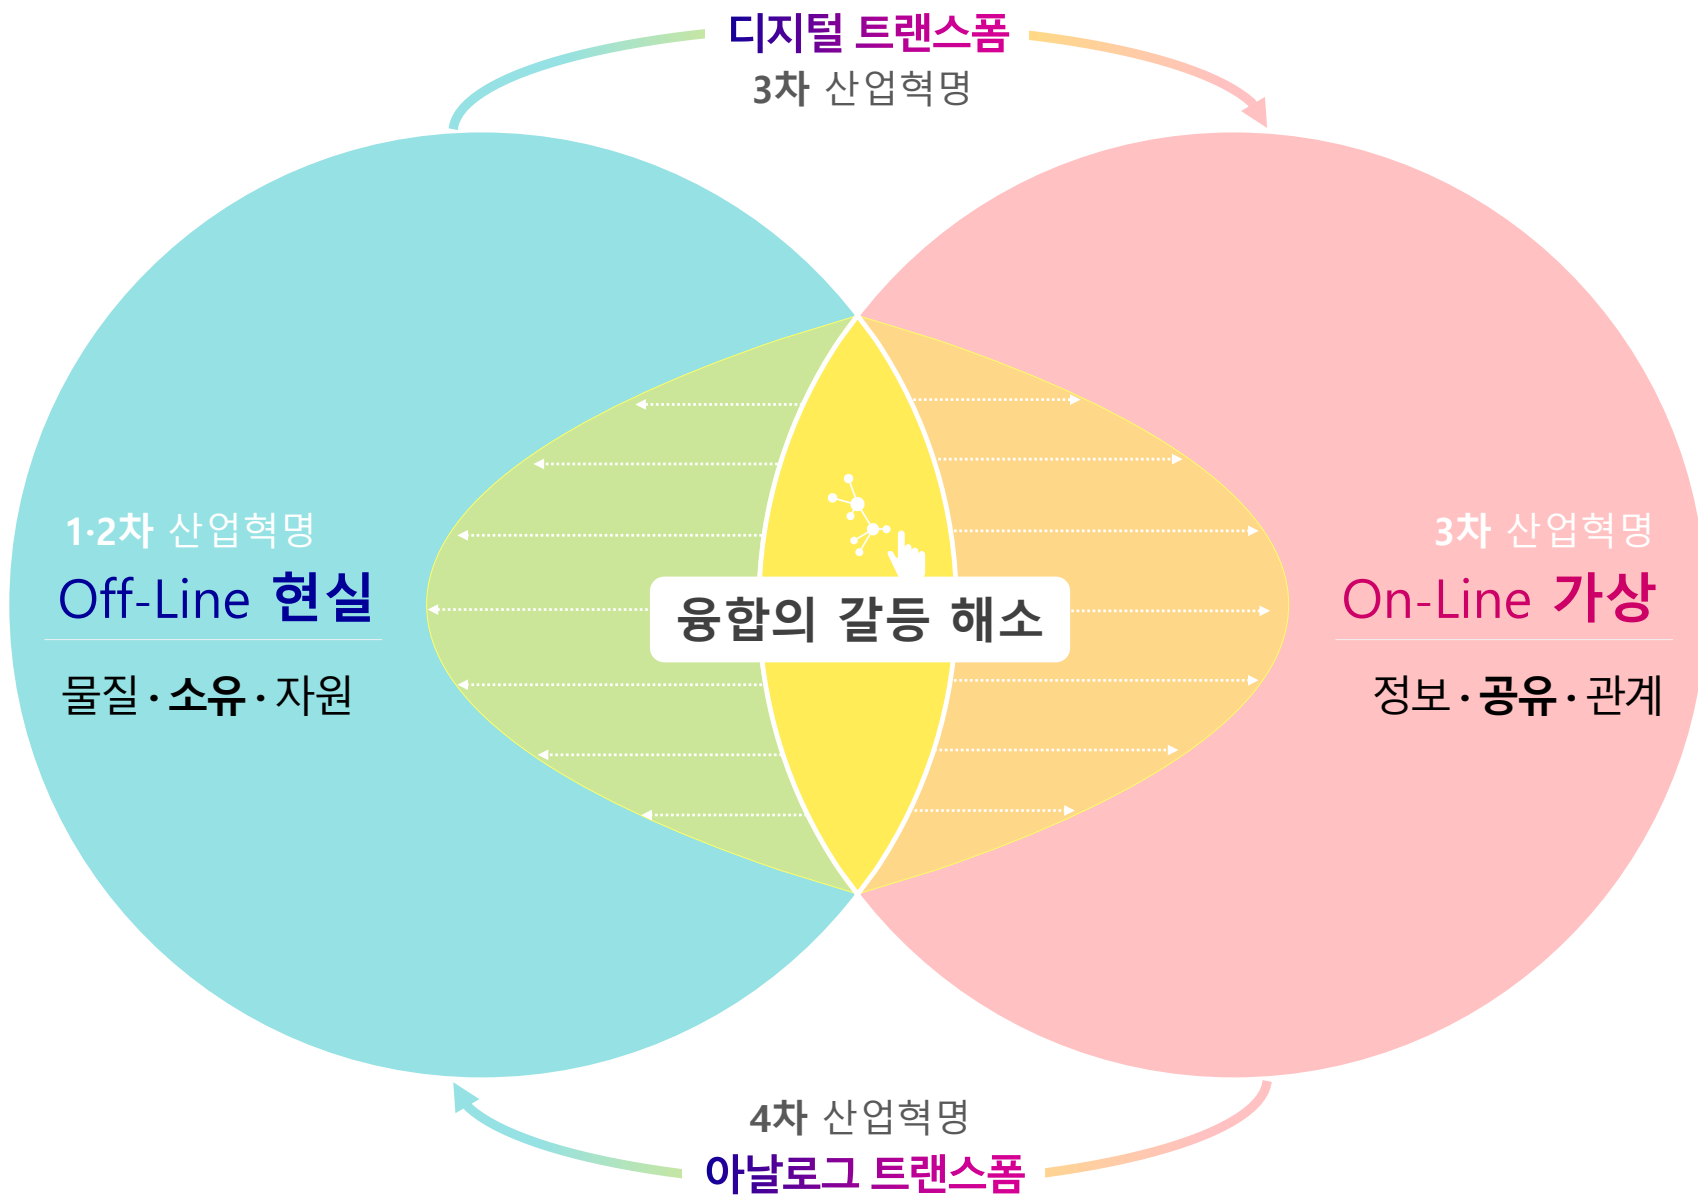 디지털 트랜스폼
3차 산업혁명
1·2차 산업혁명
Off-Line 현실
물질 · 소유 · 자원
융합의 갈등 해소
3차 산업혁명
On-Line 가상
정보 · 공유 · 관계
4차 산업혁명
아날로그 트랜스폼